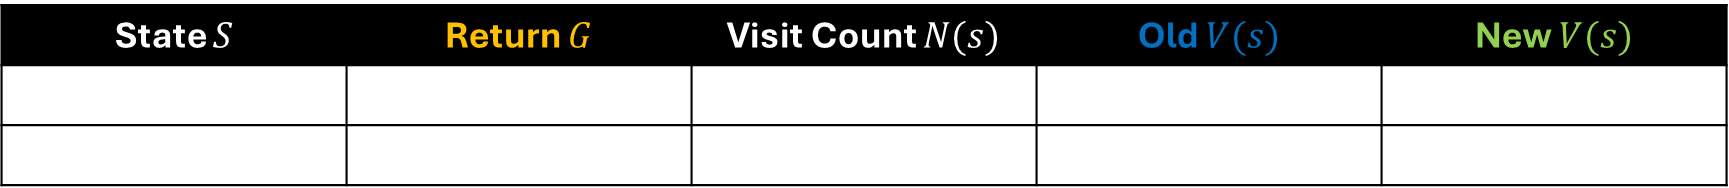 State S Return G Visit Count N(s) Old V(s) New V(s)